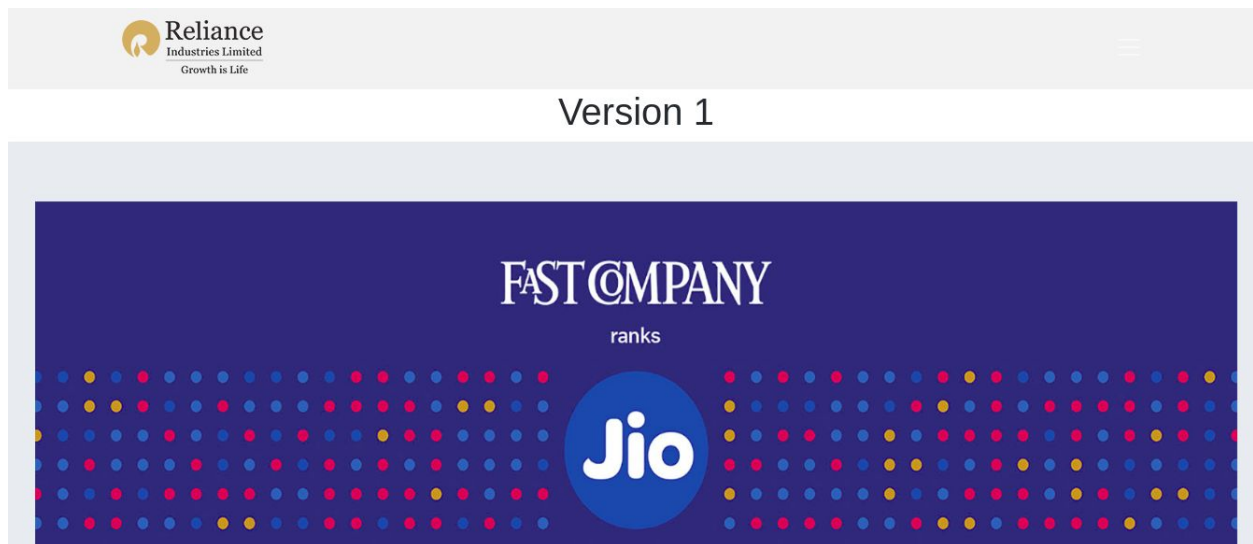 Reliance
Industries Limited
Growth is Life
Version 1
FAST COMPANY
ranks
Jio